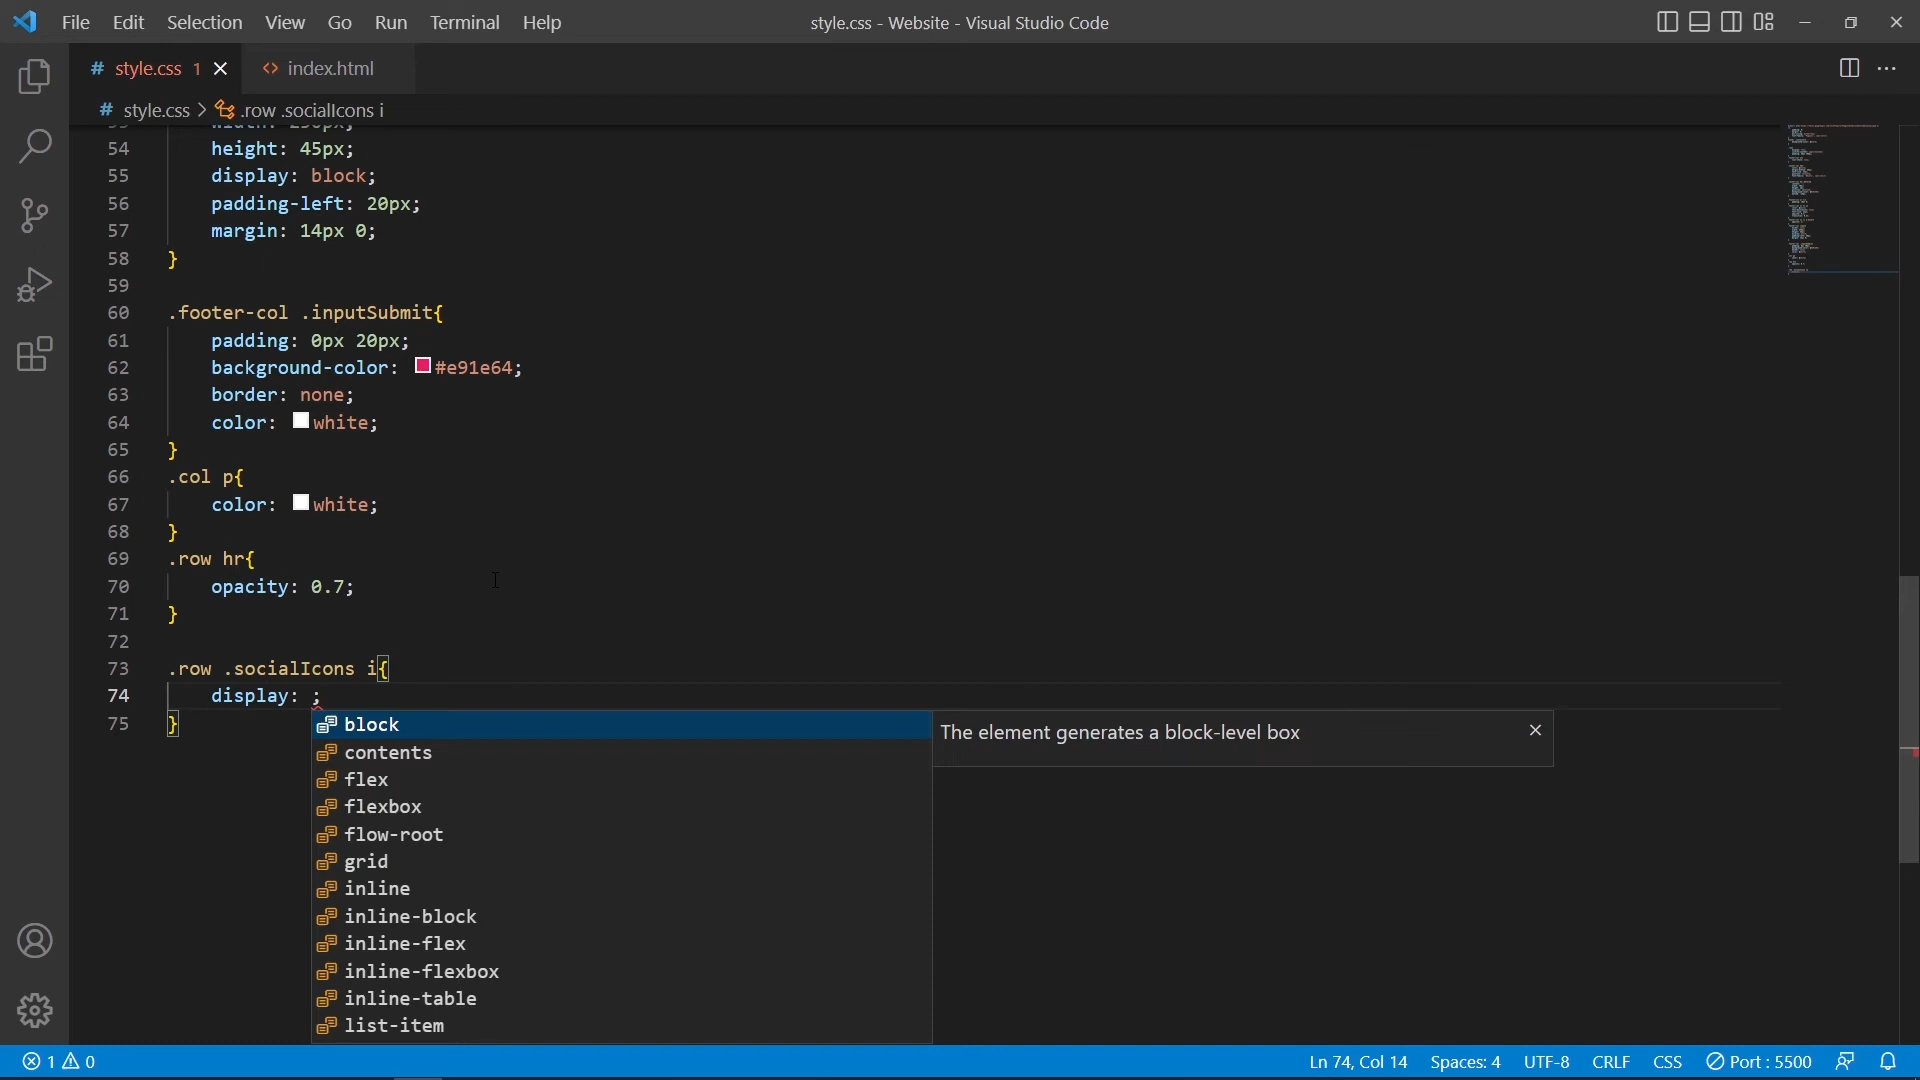 File Edit Selection View Go Run Terminal Help
style.css - Website - Visual Studio Code
# style.css 1 <> index.html
# style.css > .row .socialIcons i
54 height: 45px;
55 display: block;
56 padding-left: 20px;
57 margin: 14px 0;
58 }
59
60 .footer-col .inputSubmit{
61 padding: 0px 20px;
62 background-color: #e91e64;
63 border: none;
64 color: white;
65 }
66 .col p{
67 color: white;
68 }
69 .row hr{
70 opacity: 0.7;
71 }
72
73 .row .socialIcons i{
74 display: ;
75 }
block
The element generates a block-level box
contents
flex
flexbox
flow-root
grid
inline
inline-block
inline-flex
inline-flexbox
inline-table
list-item
1 0
Ln 74, Col 14 Spaces: 4 UTF-8 CRLF CSS Port : 5500